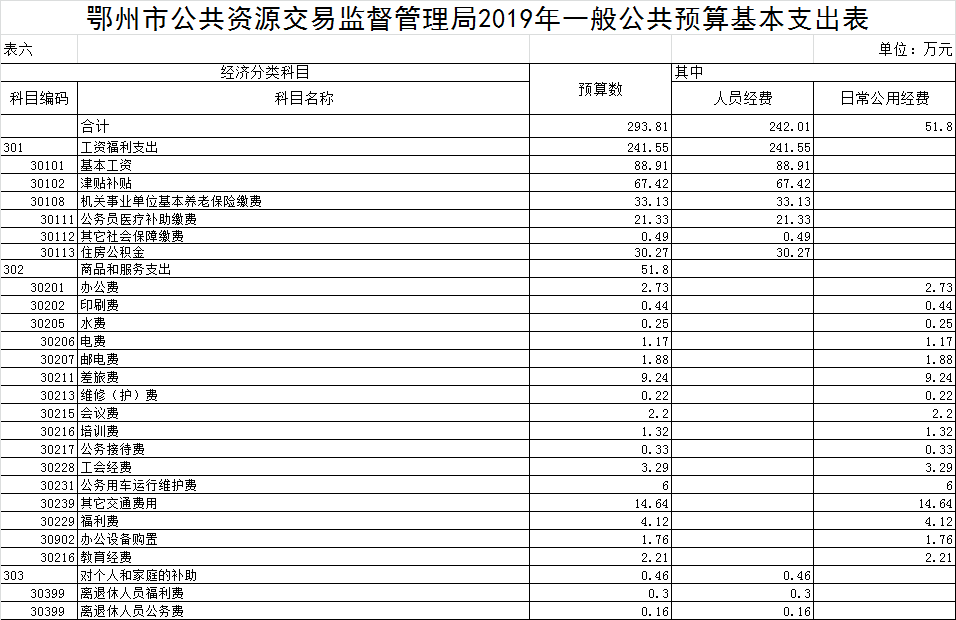 鄂州市公共资源交易监督管理局2019年一般公共预算基本支出表
表六 单位：万元
经济分类科目 预算数 其中
科目编码 科目名称 人员经费 日常公用经费
合计 293.81 242.01 51.8
301 工资福利支出 241.55 241.55
30101 基本工资 88.91 88.91
30102 津贴补贴 67.42 67.42
30108 机关事业单位基本养老保险缴费 33.13 33.13
30111 公务员医疗补助缴费 21.33 21.33
30112 其它社会保障缴费 0.49 0.49
30113 住房公积金 30.27 30.27
302 商品和服务支出 51.8
30201 办公费 2.73 2.73
30202 印刷费 0.44 0.44
30205 水费 0.25 0.25
30206 电费 1.17 1.17
30207 邮电费 1.88 1.88
30211 差旅费 9.24 9.24
30213 维修（护）费 0.22 0.22
30215 会议费 2.2 2.2
30216 培训费 1.32 1.32
30217 公务接待费 0.33 0.33
30228 工会经费 3.29 3.29
30231 公务用车运行维护费 6 6
30239 其它交通费用 14.64 14.64
30229 福利费 4.12 4.12
30902 办公设备购置 1.76 1.76
30216 教育经费 2.21 2.21
303 对个人和家庭的补助 0.46 0.46
30399 离退休人员福利费 0.3 0.3
30399 离退休人员公务费 0.16 0.16